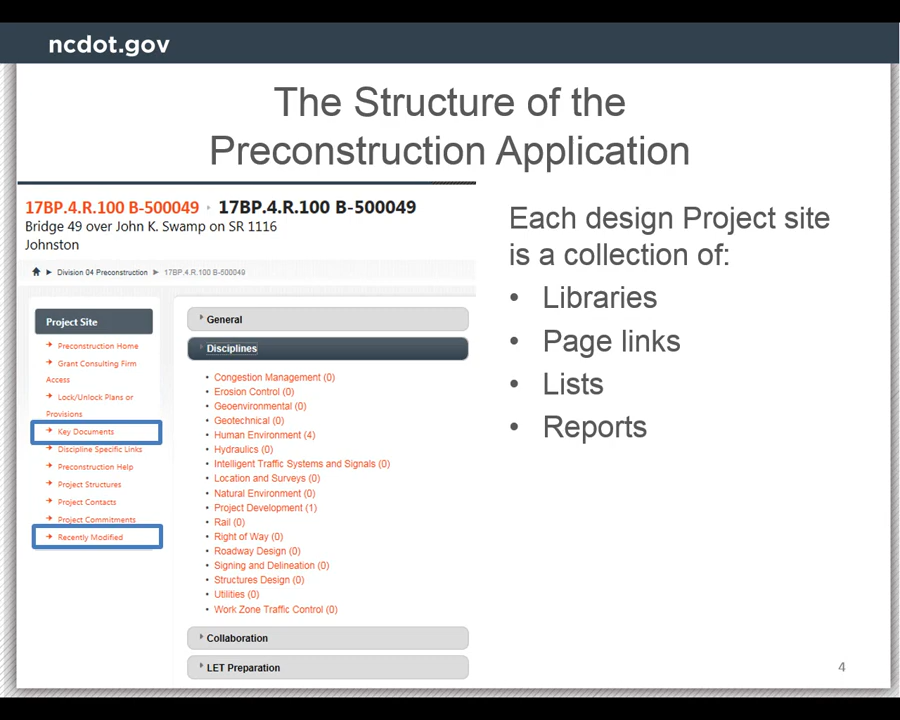 ncdot.gov
The Structure of the
Preconstruction Application
17BP.4.R.100 B-500049 17BP.4.R.100 B-500049
Bridge 49 over John K. Swamp on SR 1116
Johnston
Division 04 Preconstruction 17BP.4.R.100 B-500049
Project Site
Preconstruction Home
Grant Consulting Firm
Access
Lock/Unlock Plans or
Provisions
Key Documents
Discipline Specific Links
Preconstruction Help
Project Structures
Project Contacts
Project Commitments
Recently Modified
General
Disciplines
• Congestion Management (0)
• Erosion Control (0)
• Geoenvironmental (0)
• Geotechnical (0)
• Human Environment (4)
• Hydraulics (0)
• Intelligent Traffic Systems and Signals (0)
• Location and Surveys (0)
• Natural Environment (0)
• Project Development (1)
• Rail (0)
• Right of Way (0)
• Roadway Design (0)
• Signing and Delineation (0)
• Structures Design (0)
• Utilities (0)
• Work Zone Traffic Control (0)
Collaboration
LET Preparation
Each design Project site
is a collection of:
• Libraries
• Page links
• Lists
• Reports
4